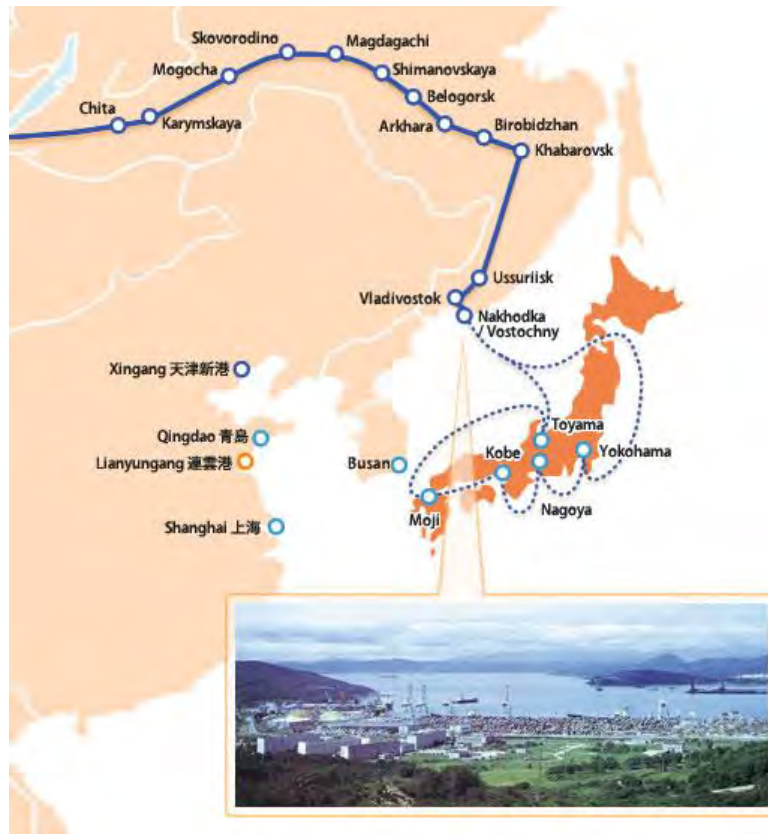 Skovorodino
Magdagachi
Mogocha
Shimanovskaya
Belogorsk
Chita
Karymskaya
Arkhara
Birobidzhan
Khabarovsk
Ussuriisk
Vladivostok
Nakhodka
/ Vostochny
Xingang 天津新港
Qingdao 青島
Toyama
Kobe
Yokohama
Lianyungang 連雲港
Busan
Nagoya
Moji
Shanghai 上海